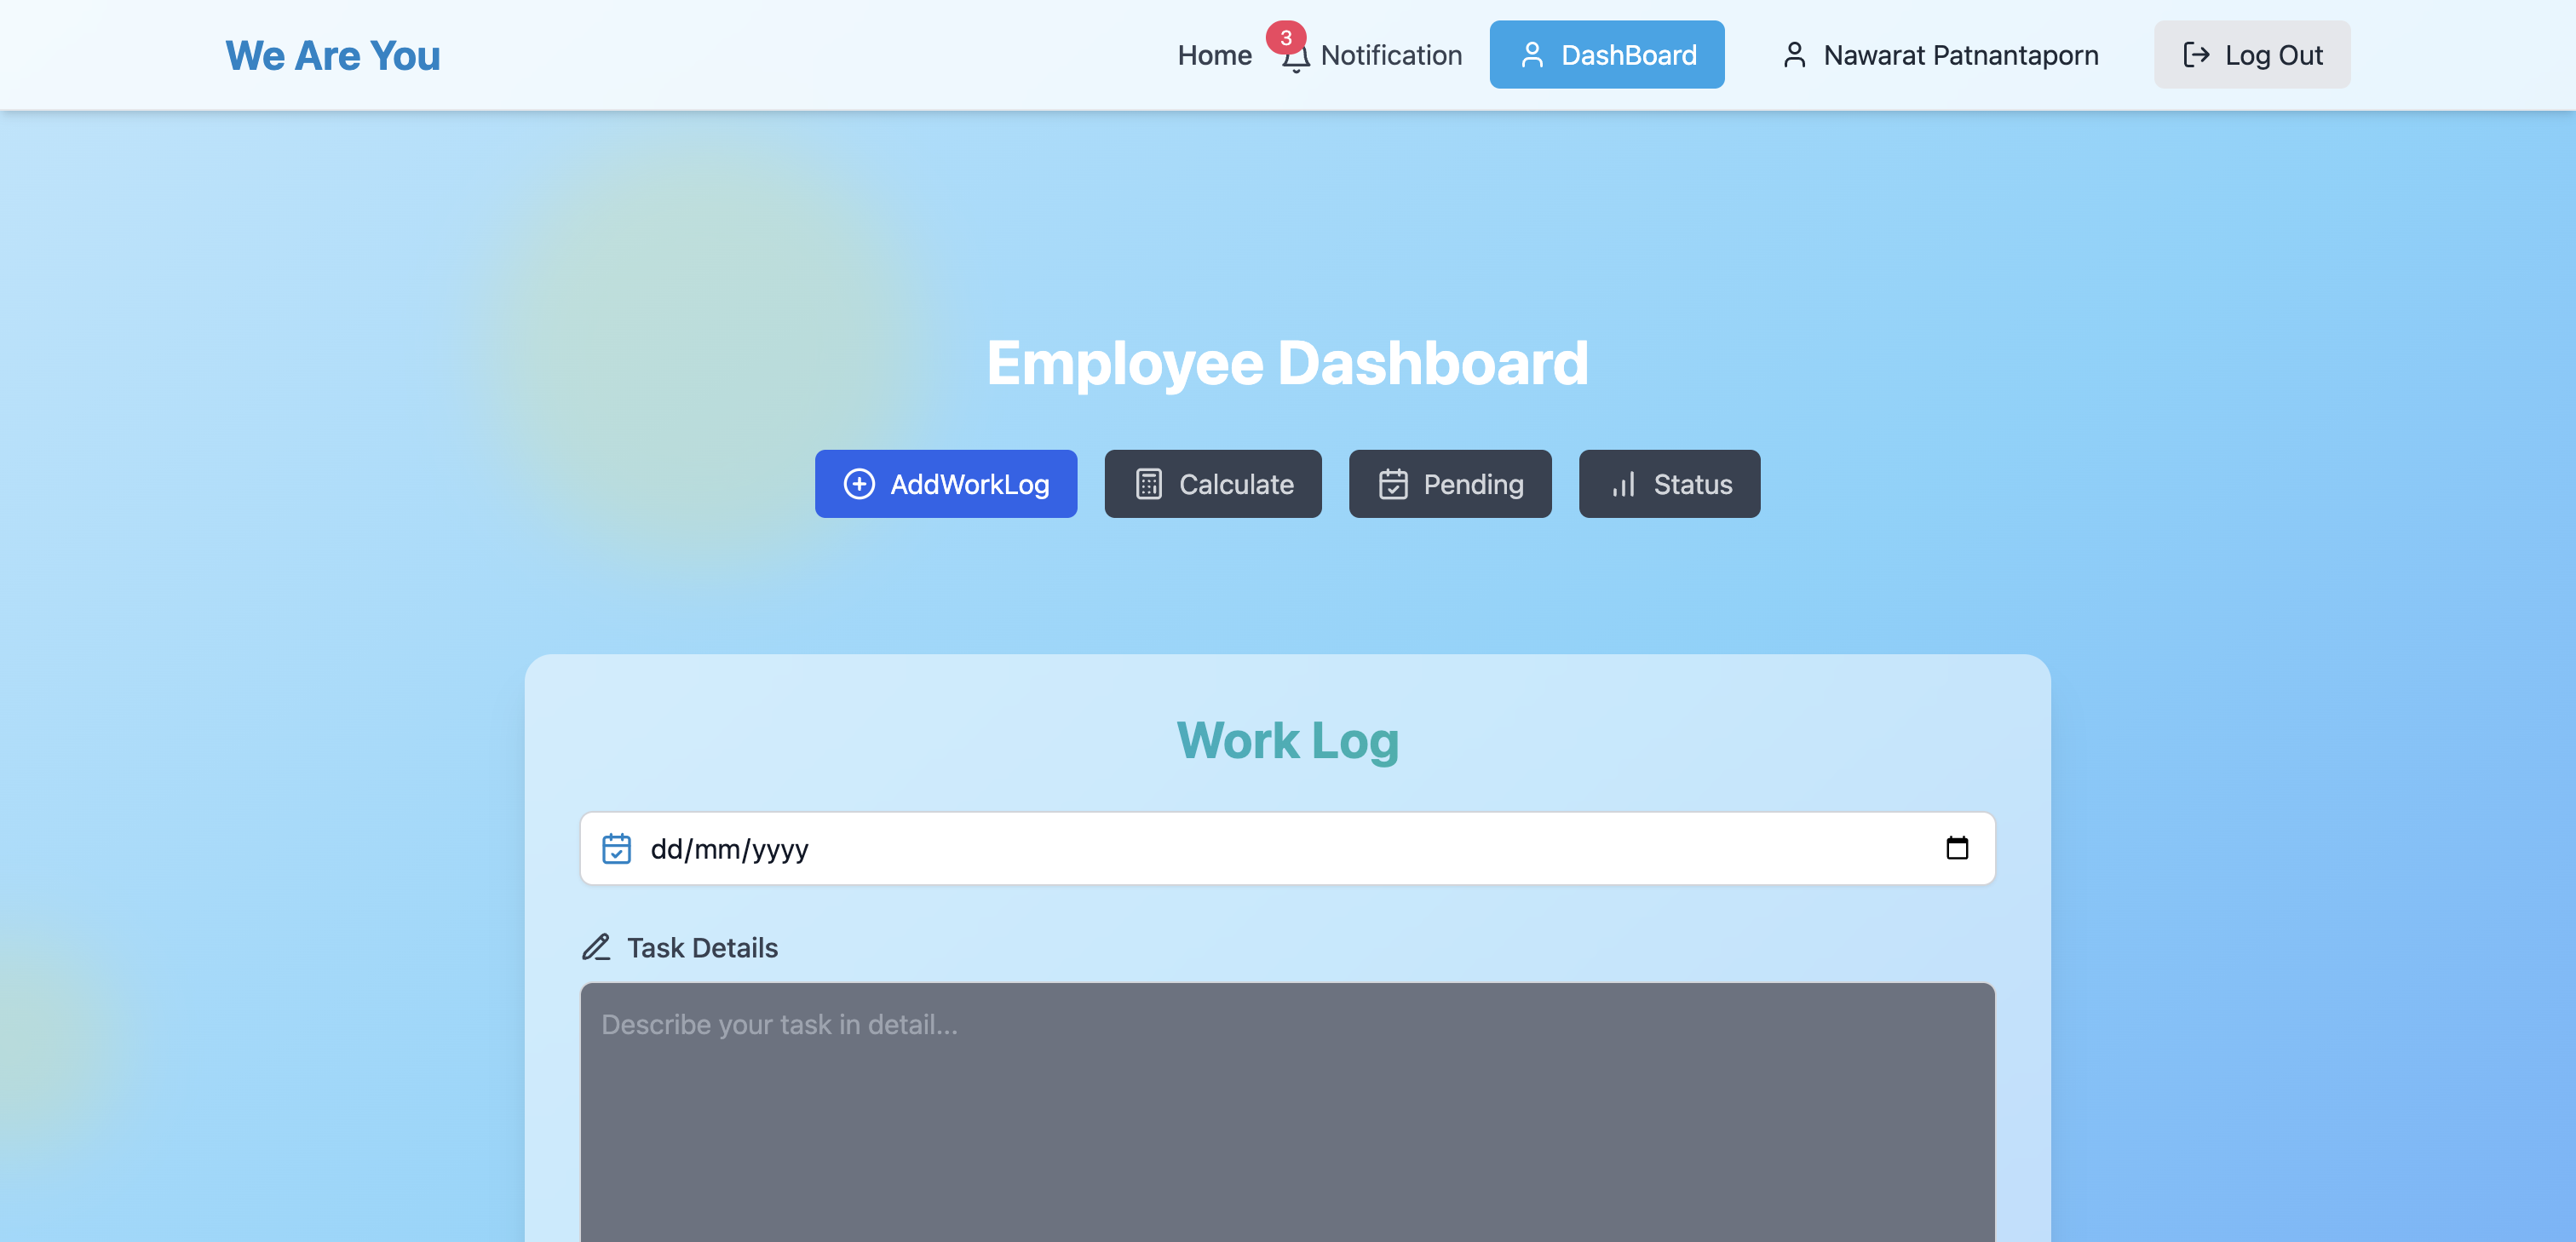 We Are You
Home
3
Notification
DashBoard
Nawarat Patnantaporn
Log Out
Employee Dashboard
AddWorkLog
Calculate
Pending
Status
Work Log
dd/mm/yyyy
Task Details
Describe your task in detail...